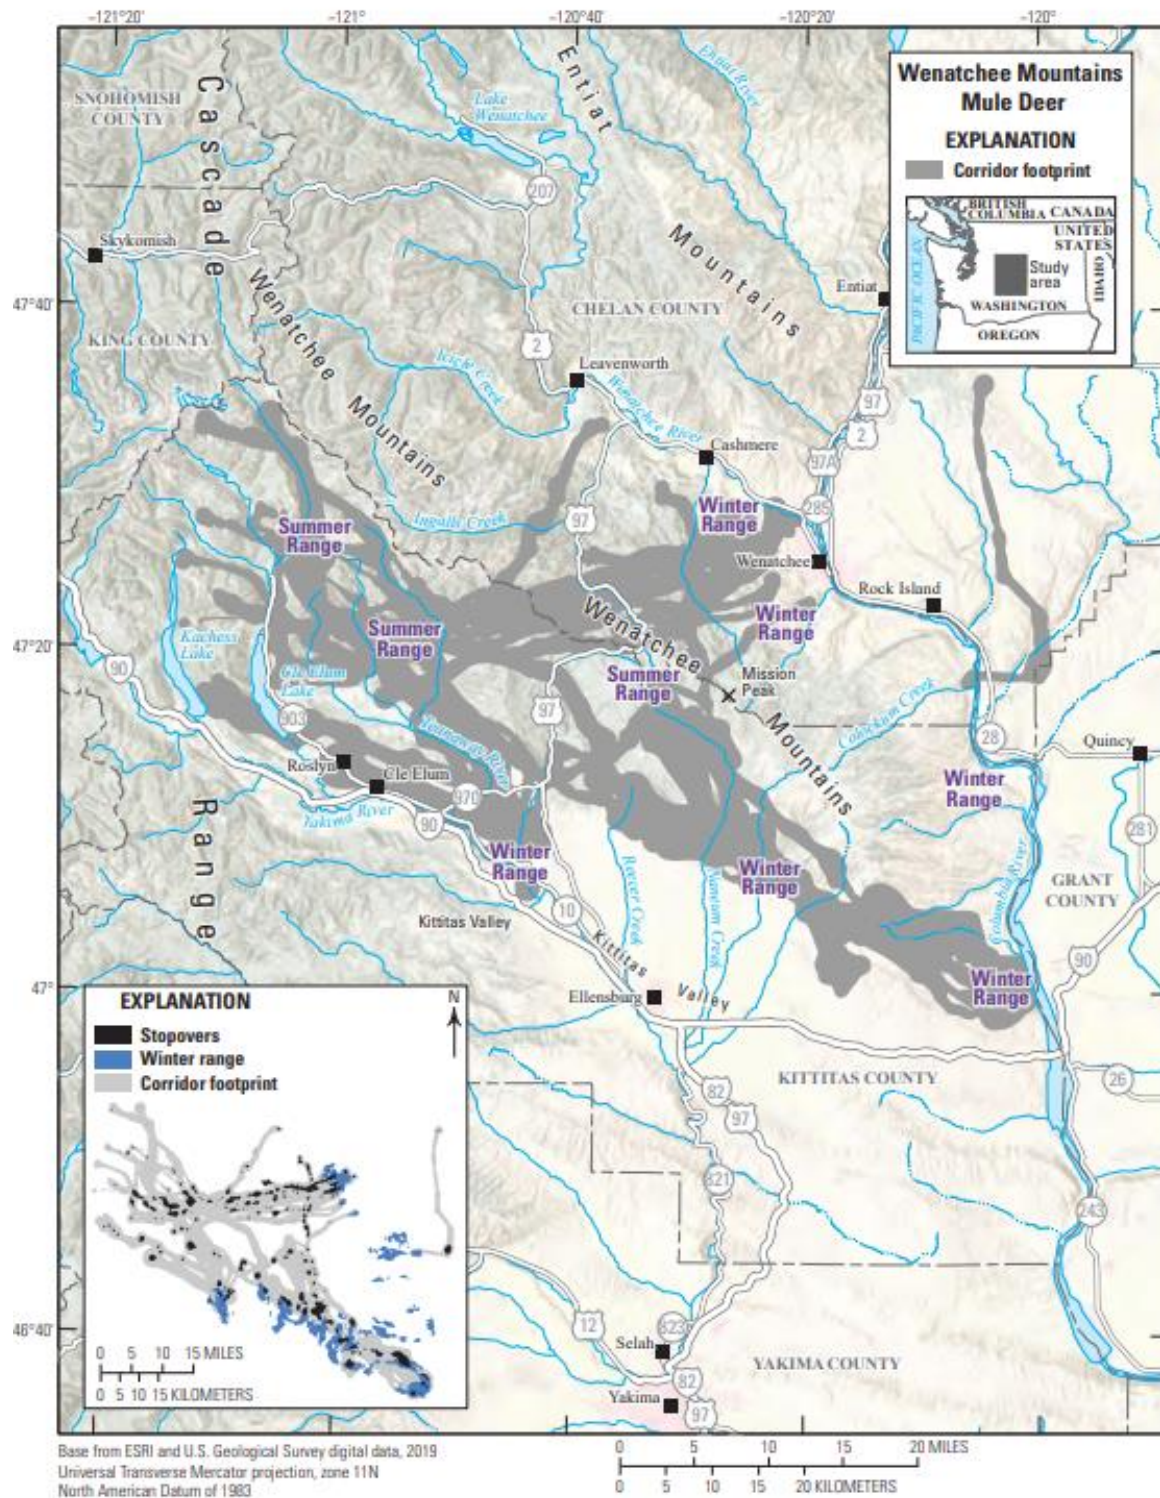 −121°20'
−121°
−120°40'
−120°20'
−120°
Wenatchee Mountains
Mule Deer
EXPLANATION
Corridor footprint
BRITISH
COLUMBIA
CANADA
UNITED
STATES
PACIFIC OCEAN
Study
area
IDAHO
WASHINGTON
OREGON
SNOHOMISH
COUNTY
Cascade
Lake
Wenatchee
Entiat
Entiat River
207
Skykomish
Mountains
Entiat
47°40'
Wenatchee
CHELAN COUNTY
KING COUNTY
2
Icicle Creek
Leavenworth
Wenatchee River
97
2
Mountains
Cashmere
97A
Winter
Range
285
Ingalls Creek
97
Summer
Range
Wenatchee
Rock Island
Wenatchee
Winter
Range
Summer
Range
47°20'
Kachess
Lake
90
Cle Elum
Lake
Summer
Range
Mission
Peak
Mountains
Colockum Creek
903
97
Teanaway River
28
Quincy
Roslyn
Cle Elum
970
Winter
Range
Yakima River
90
281
Winter
Range
Winter
Range
Reecer Creek
Naneum Creek
Columbia River
GRANT
COUNTY
Range
10
Kittitas Valley
Kittitas
Valley
90
47°
Ellensburg
Winter
Range
KITTITAS COUNTY
26
82
97
821
243
EXPLANATION
N
Stopovers
Winter range
Corridor footprint
0 5 10 15 MILES
0 5 10 15 KILOMETERS
46°40'
12
823
Selah
YAKIMA COUNTY
82
Yakima
97
Base from ESRI and U.S. Geological Survey digital data, 2019
Universal Transverse Mercator projection, zone 11N
North American Datum of 1983
0 5 10 15 20 MILES
0 5 10 15 20 KILOMETERS